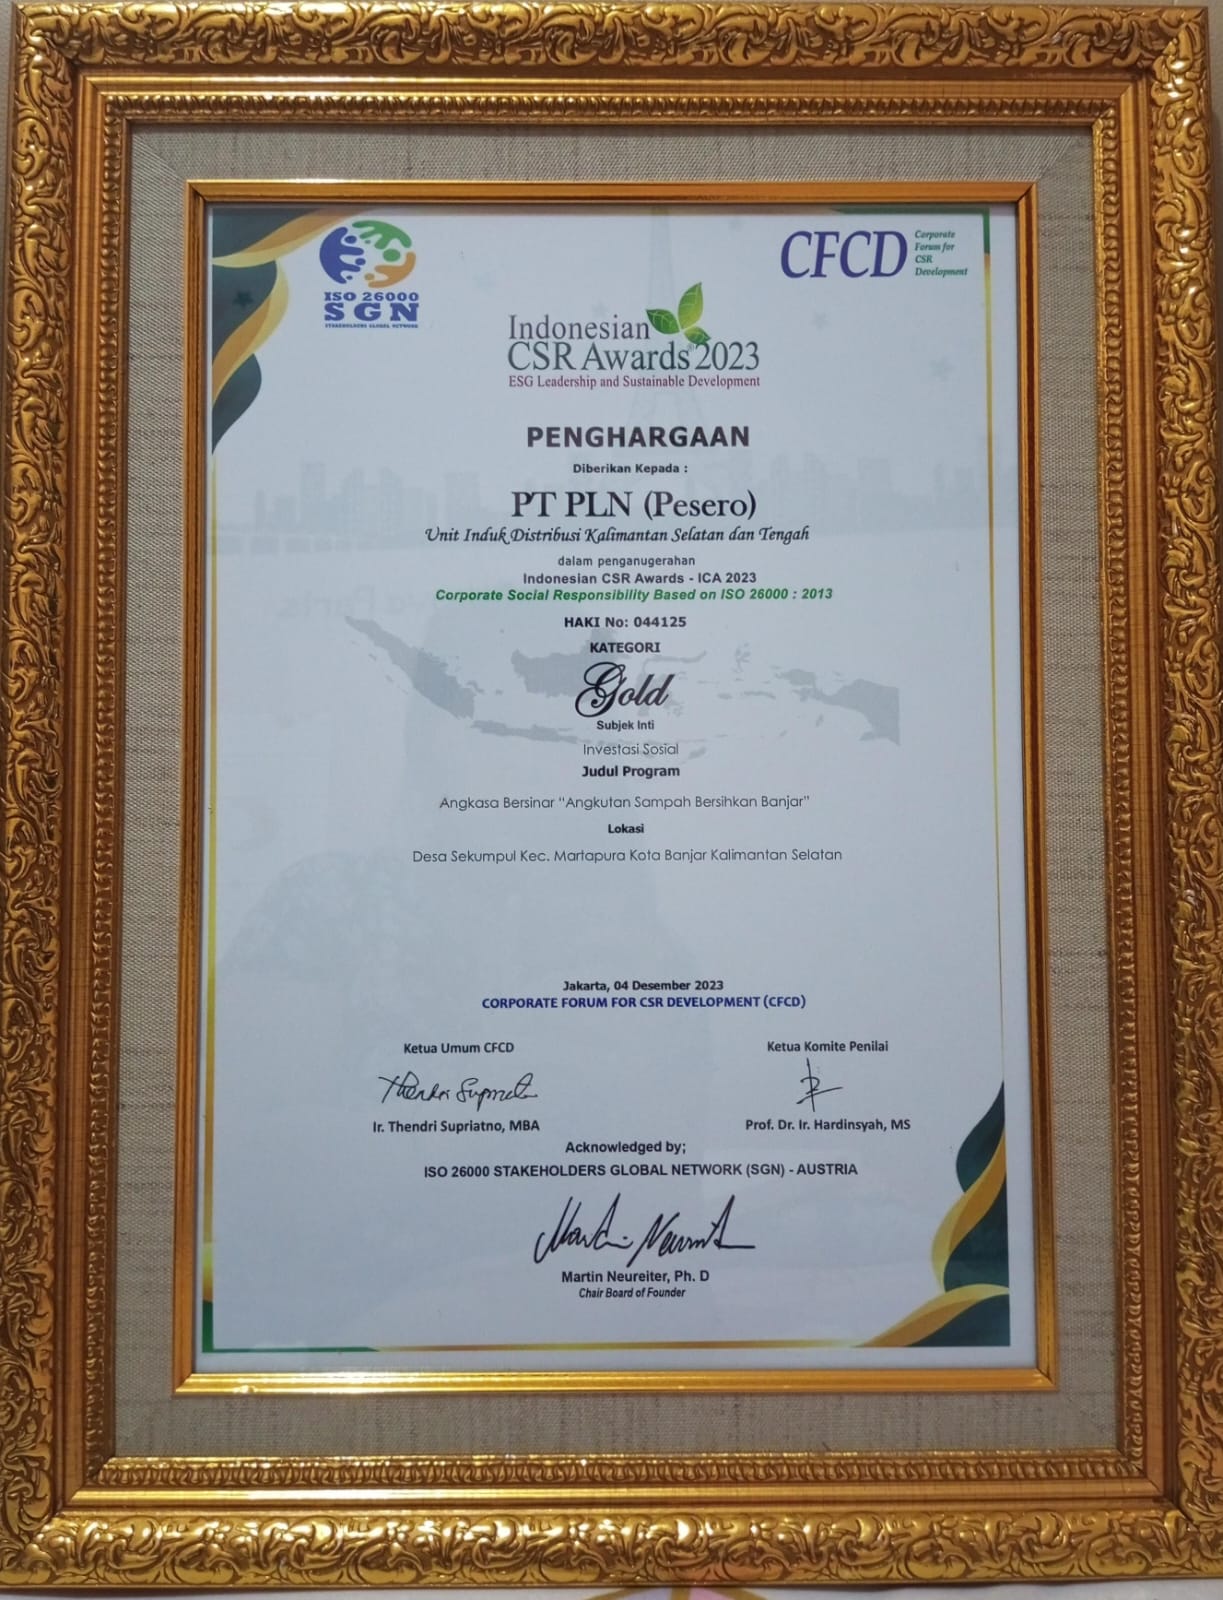 ISO 26000
SGN
STAKEHOLDERS GLOBAL NETWORK
CFCD
Corporate
Forum for
CSR
Development
Indonesian
CSR Awards® 2023
ESG Leadership and Sustainable Development
PENGHARGAAN
Diberikan Kepada :
PT PLN (Pesero)
Unit Induk Distribusi Kalimantan Selatan dan Tengah
dalam penganugerahan
Indonesian CSR Awards - ICA 2023
Corporate Social Responsibility Based on ISO 26000 : 2013
HAKI No: 044125
KATEGORI
Gold
Subjek Inti
Investasi Sosial
Judul Program
Angkasa Bersinar "Angkutan Sampah Bersihkan Banjar"
Lokasi
Desa Sekumpul Kec. Martapura Kota Banjar Kalimantan Selatan
Jakarta, 04 Desember 2023
CORPORATE FORUM FOR CSR DEVELOPMENT (CFCD)
Ketua Umum CFCD
Ketua Komite Penilai
Ir. Thendri Supriatno, MBA
Prof. Dr. Ir. Hardinsyah, MS
Acknowledged by;
ISO 26000 STAKEHOLDERS GLOBAL NETWORK (SGN) - AUSTRIA
Martin Neureiter, Ph. D
Chair Board of Founder